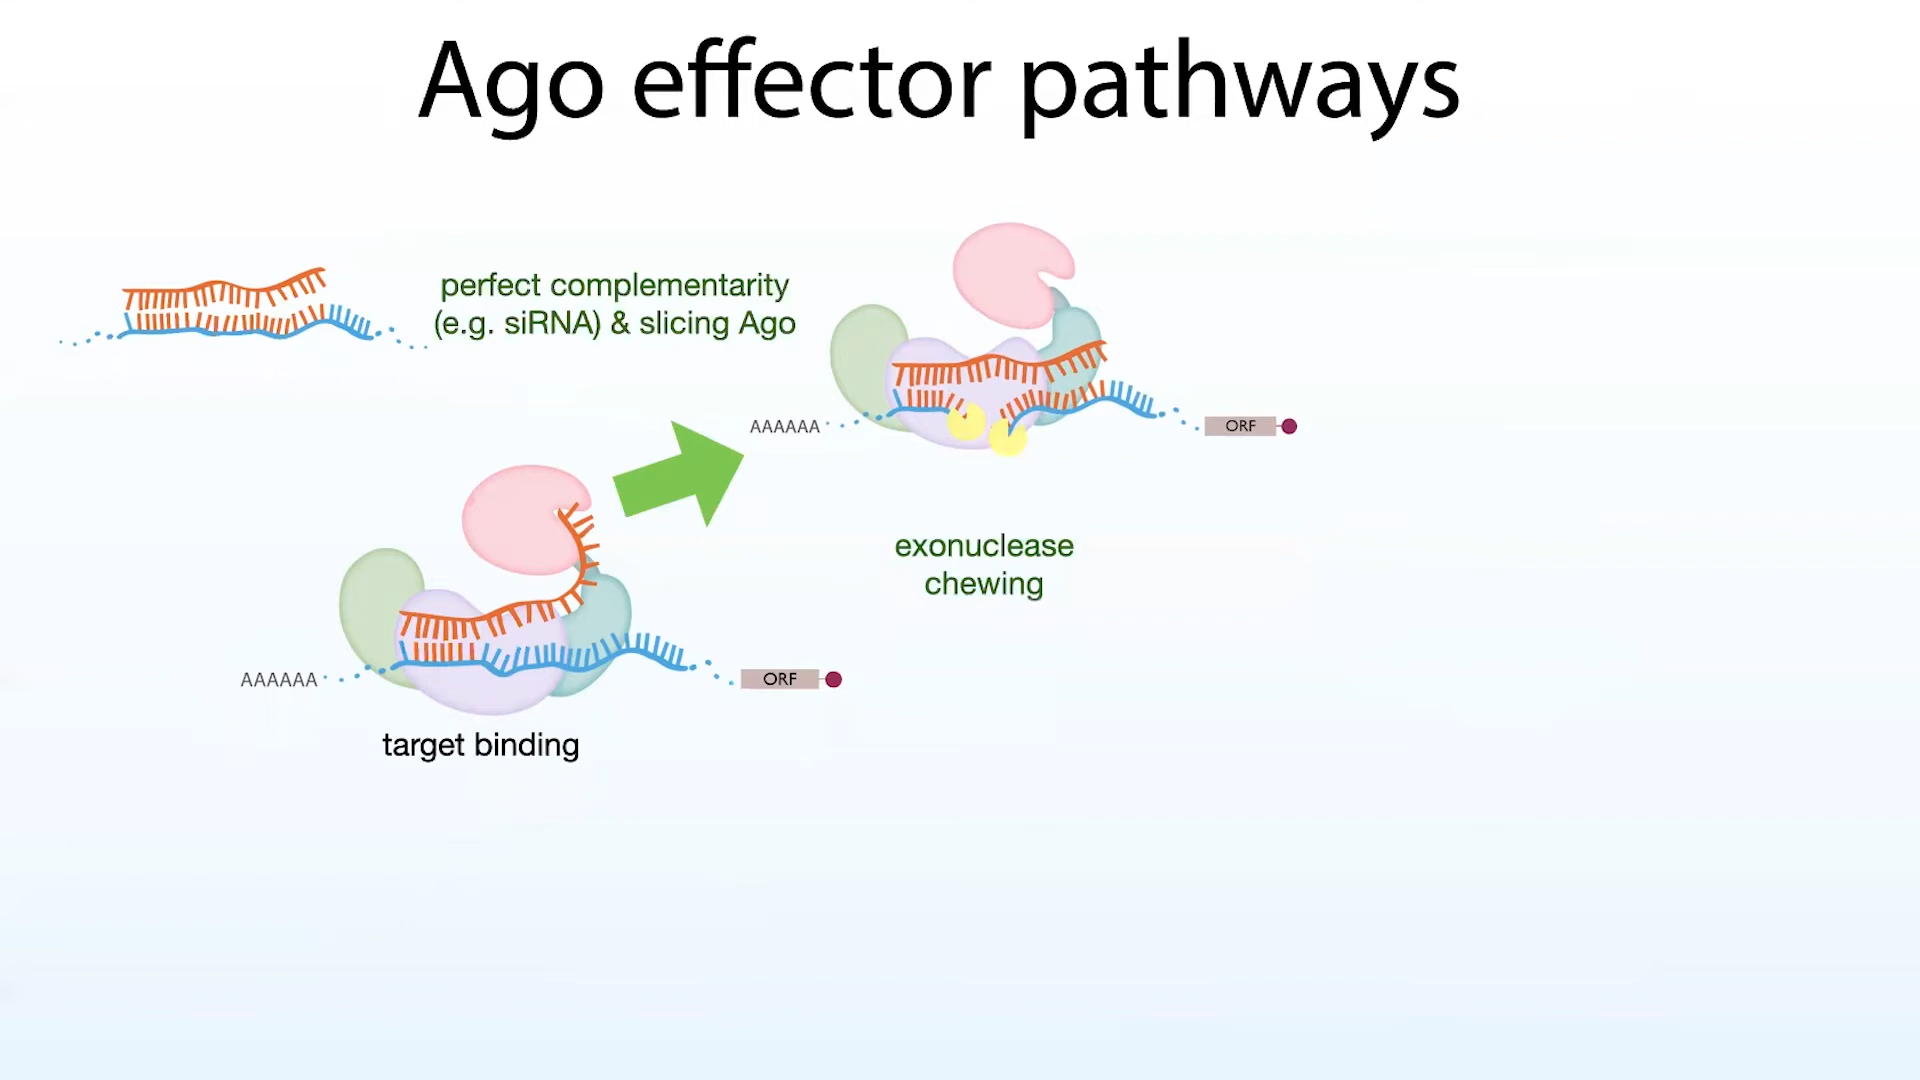 Ago effector pathways
perfect complementarity
(e.g. siRNA) & slicing Ago
AAAAAA
ORF
exonuclease
chewing
AAAAAA
ORF
target binding